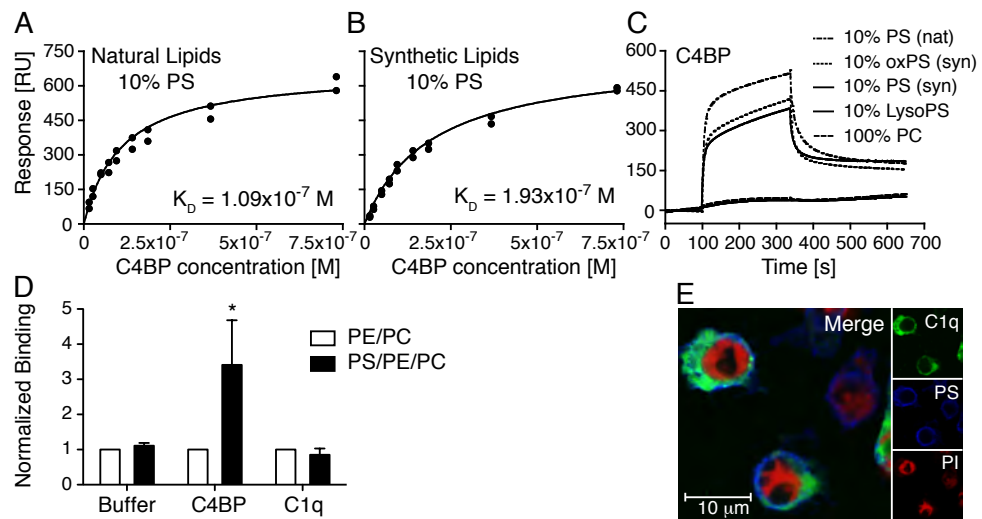 A
Natural Lipids
10% PS
Response [RU]
750
600
450
300
150
0
K_D = 1.09x10^-7 M
0
2.5x10^-7
5x10^-7
7.5x10^-7
C4BP concentration [M]
B
Synthetic Lipids
10% PS
K_D = 1.93x10^-7 M
0
2.5x10^-7
5x10^-7
7.5x10^-7
C4BP concentration [M]
C
C4BP
600
450
300
150
0
10% PS (nat)
10% oxPS (syn)
10% PS (syn)
10% LysoPS
100% PC
0 100 200 300 400 500 600 700
Time [s]
D
Normalized Binding
5
4
3
2
1
0
*
PE/PC
PS/PE/PC
Buffer
C4BP
C1q
E
Merge
10 μm
C1q
PS
PI